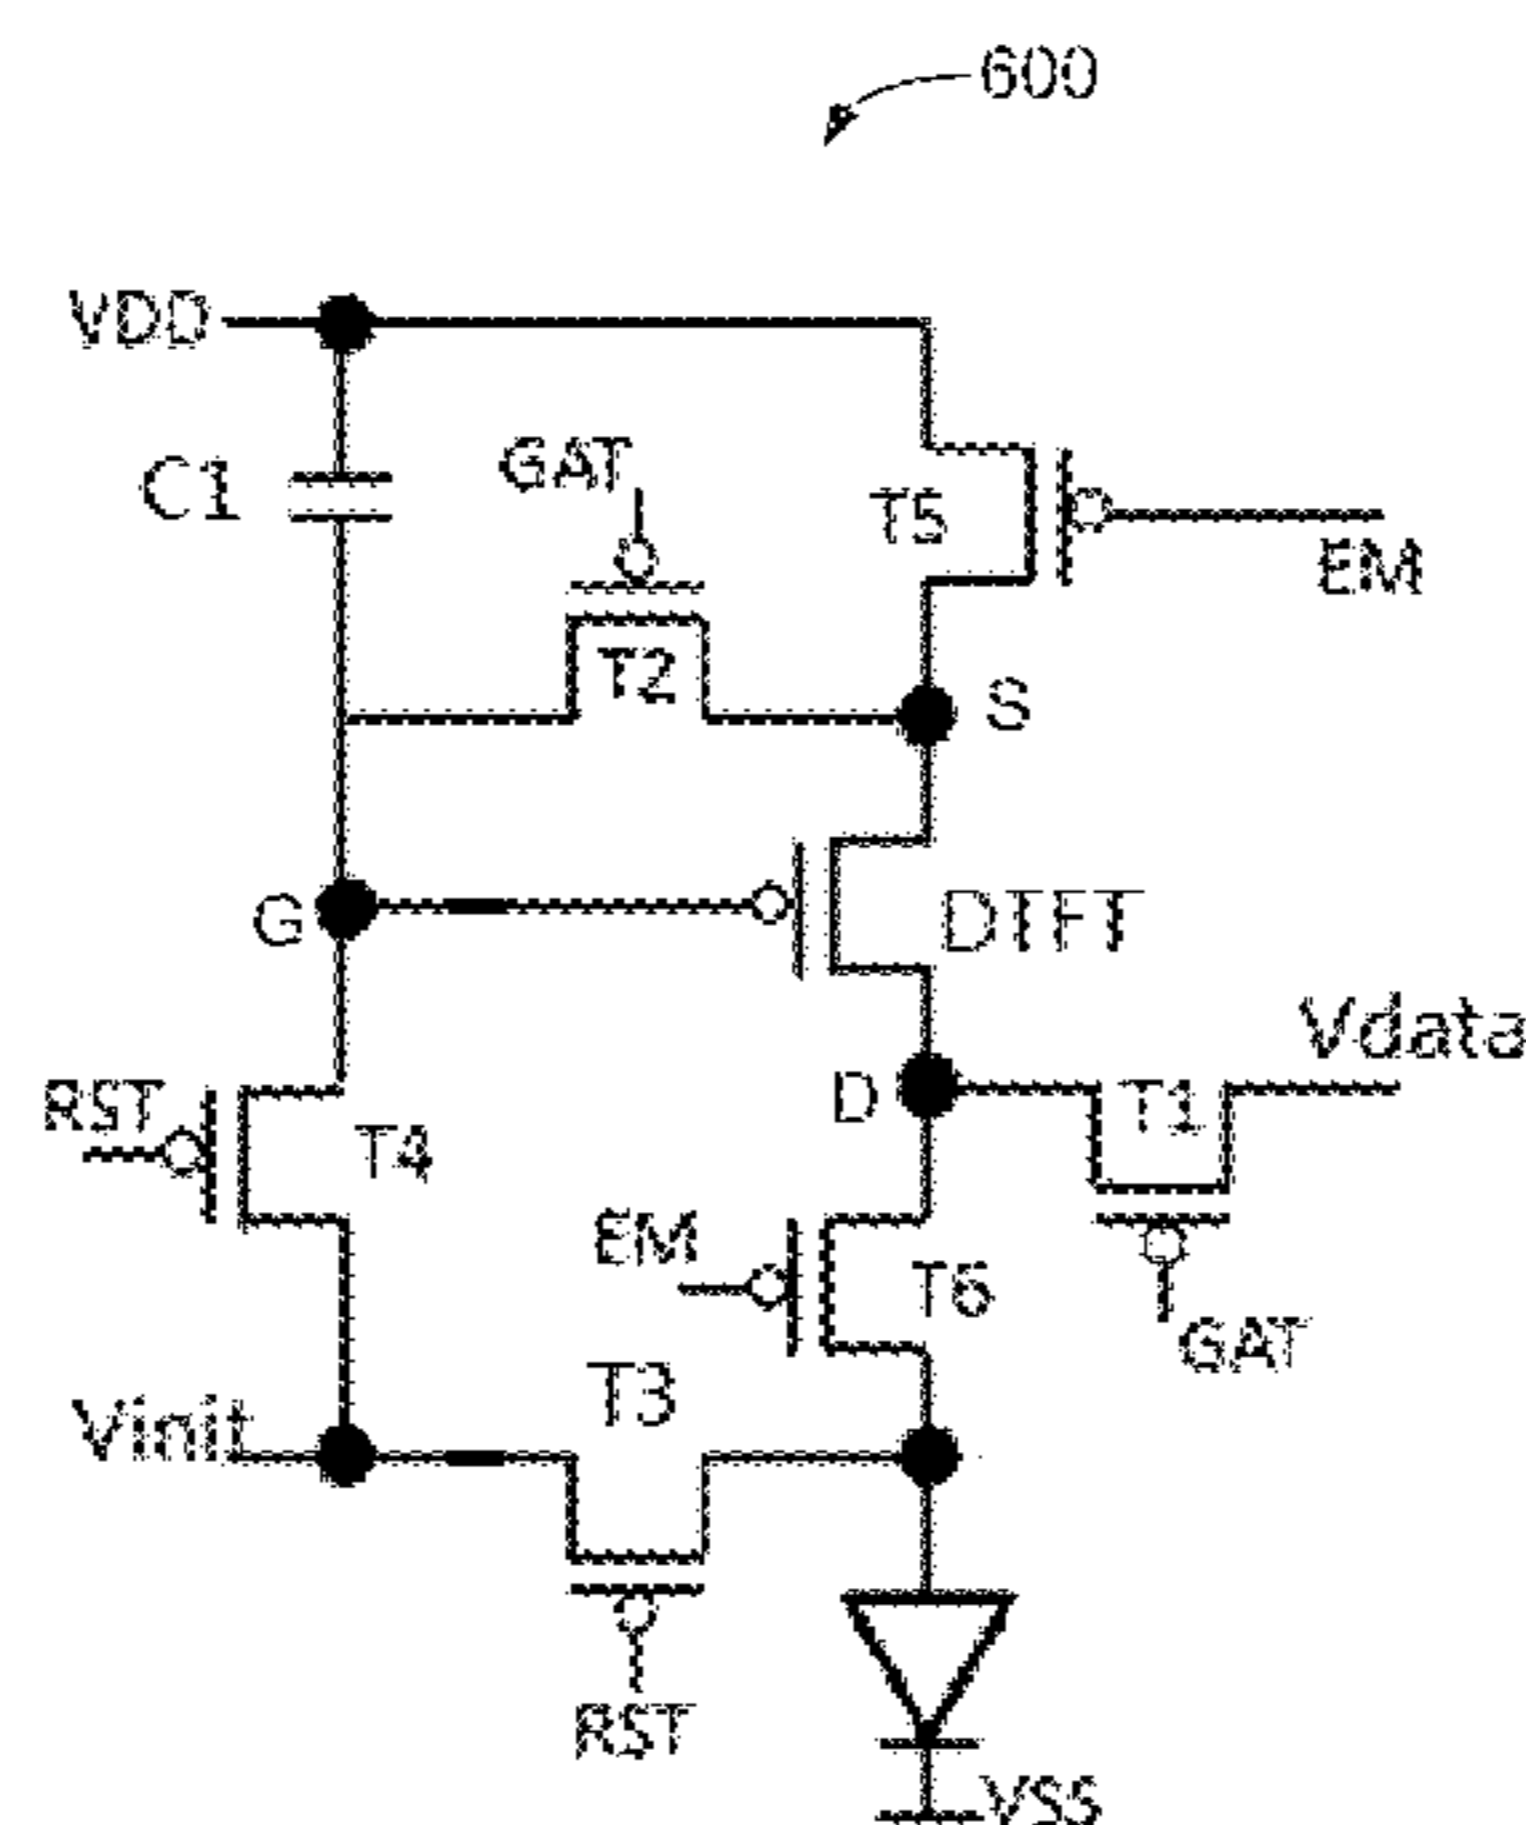 600
VDD
C1
GAT
T5
EM
T2
S
G
DTFT
Vdata
RST
T4
D
T1
EM
T6
GAT
T3
Vinit
RST
VSS